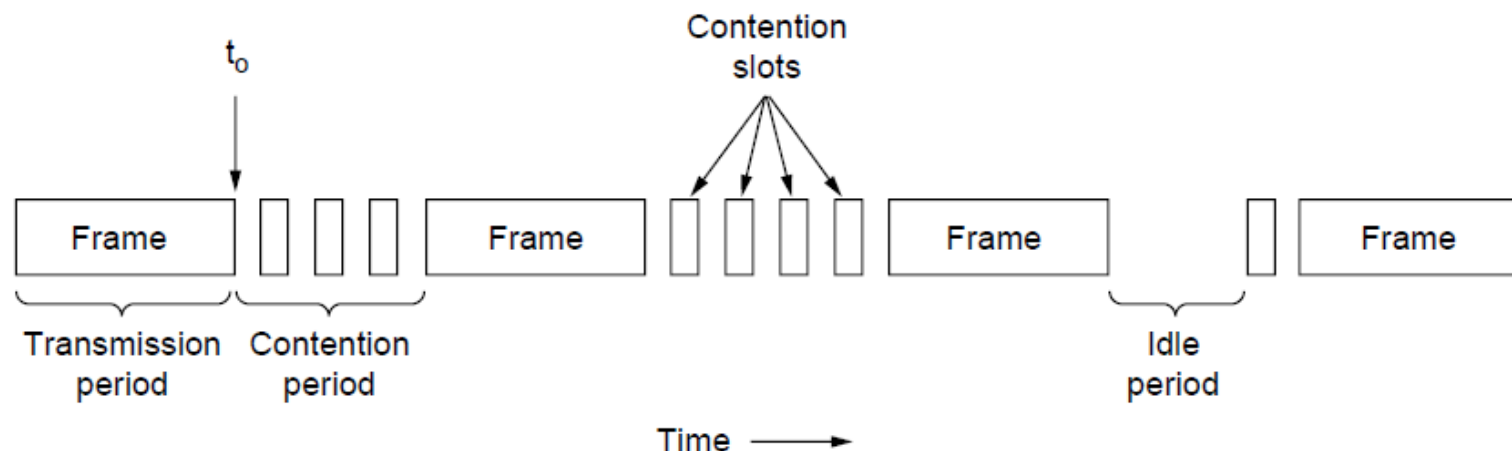 t₀
Contention
slots
Frame
Frame
Frame
Frame
Transmission
period
Contention
period
Idle
period
Time